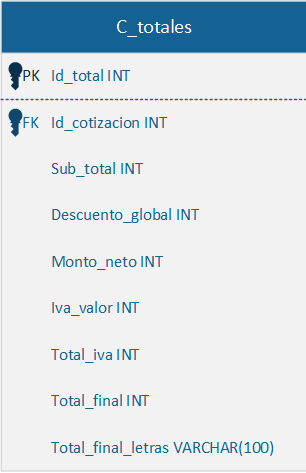 C_totales
PK Id_total INT
FK Id_cotizacion INT
Sub_total INT
Descuento_global INT
Monto_neto INT
Iva_valor INT
Total_iva INT
Total_final INT
Total_final_letras VARCHAR(100)